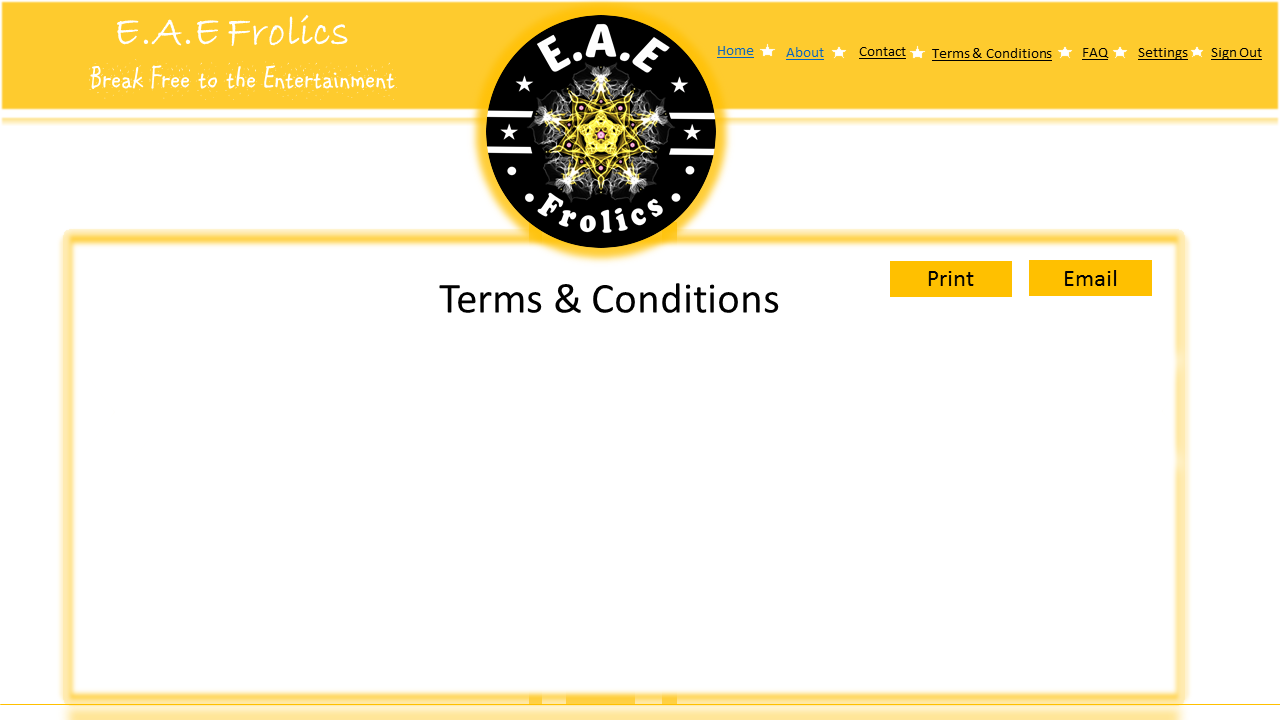 E.A.E Frolics
Break Free to the Entertainment
E.A.E
Frolics
Home About Contact Terms & Conditions FAQ Settings Sign Out
Print Email
Terms & Conditions